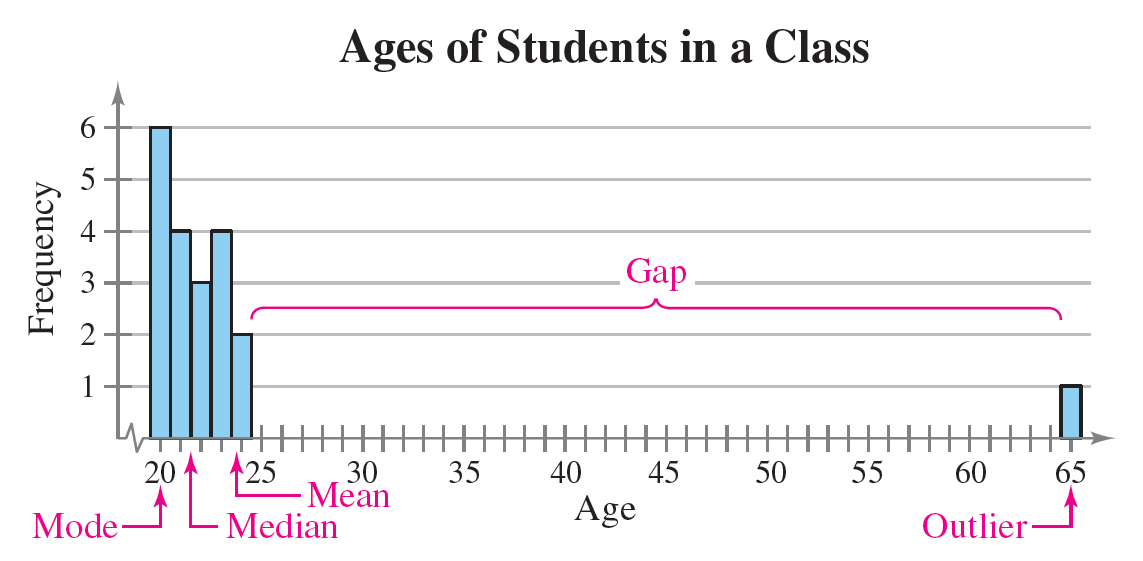 Ages of Students in a Class
6
5
4
3
2
1
Frequency
Gap
20 25 30 35 40 45 50 55 60 65
Mean
Age
Mode
Median
Outlier